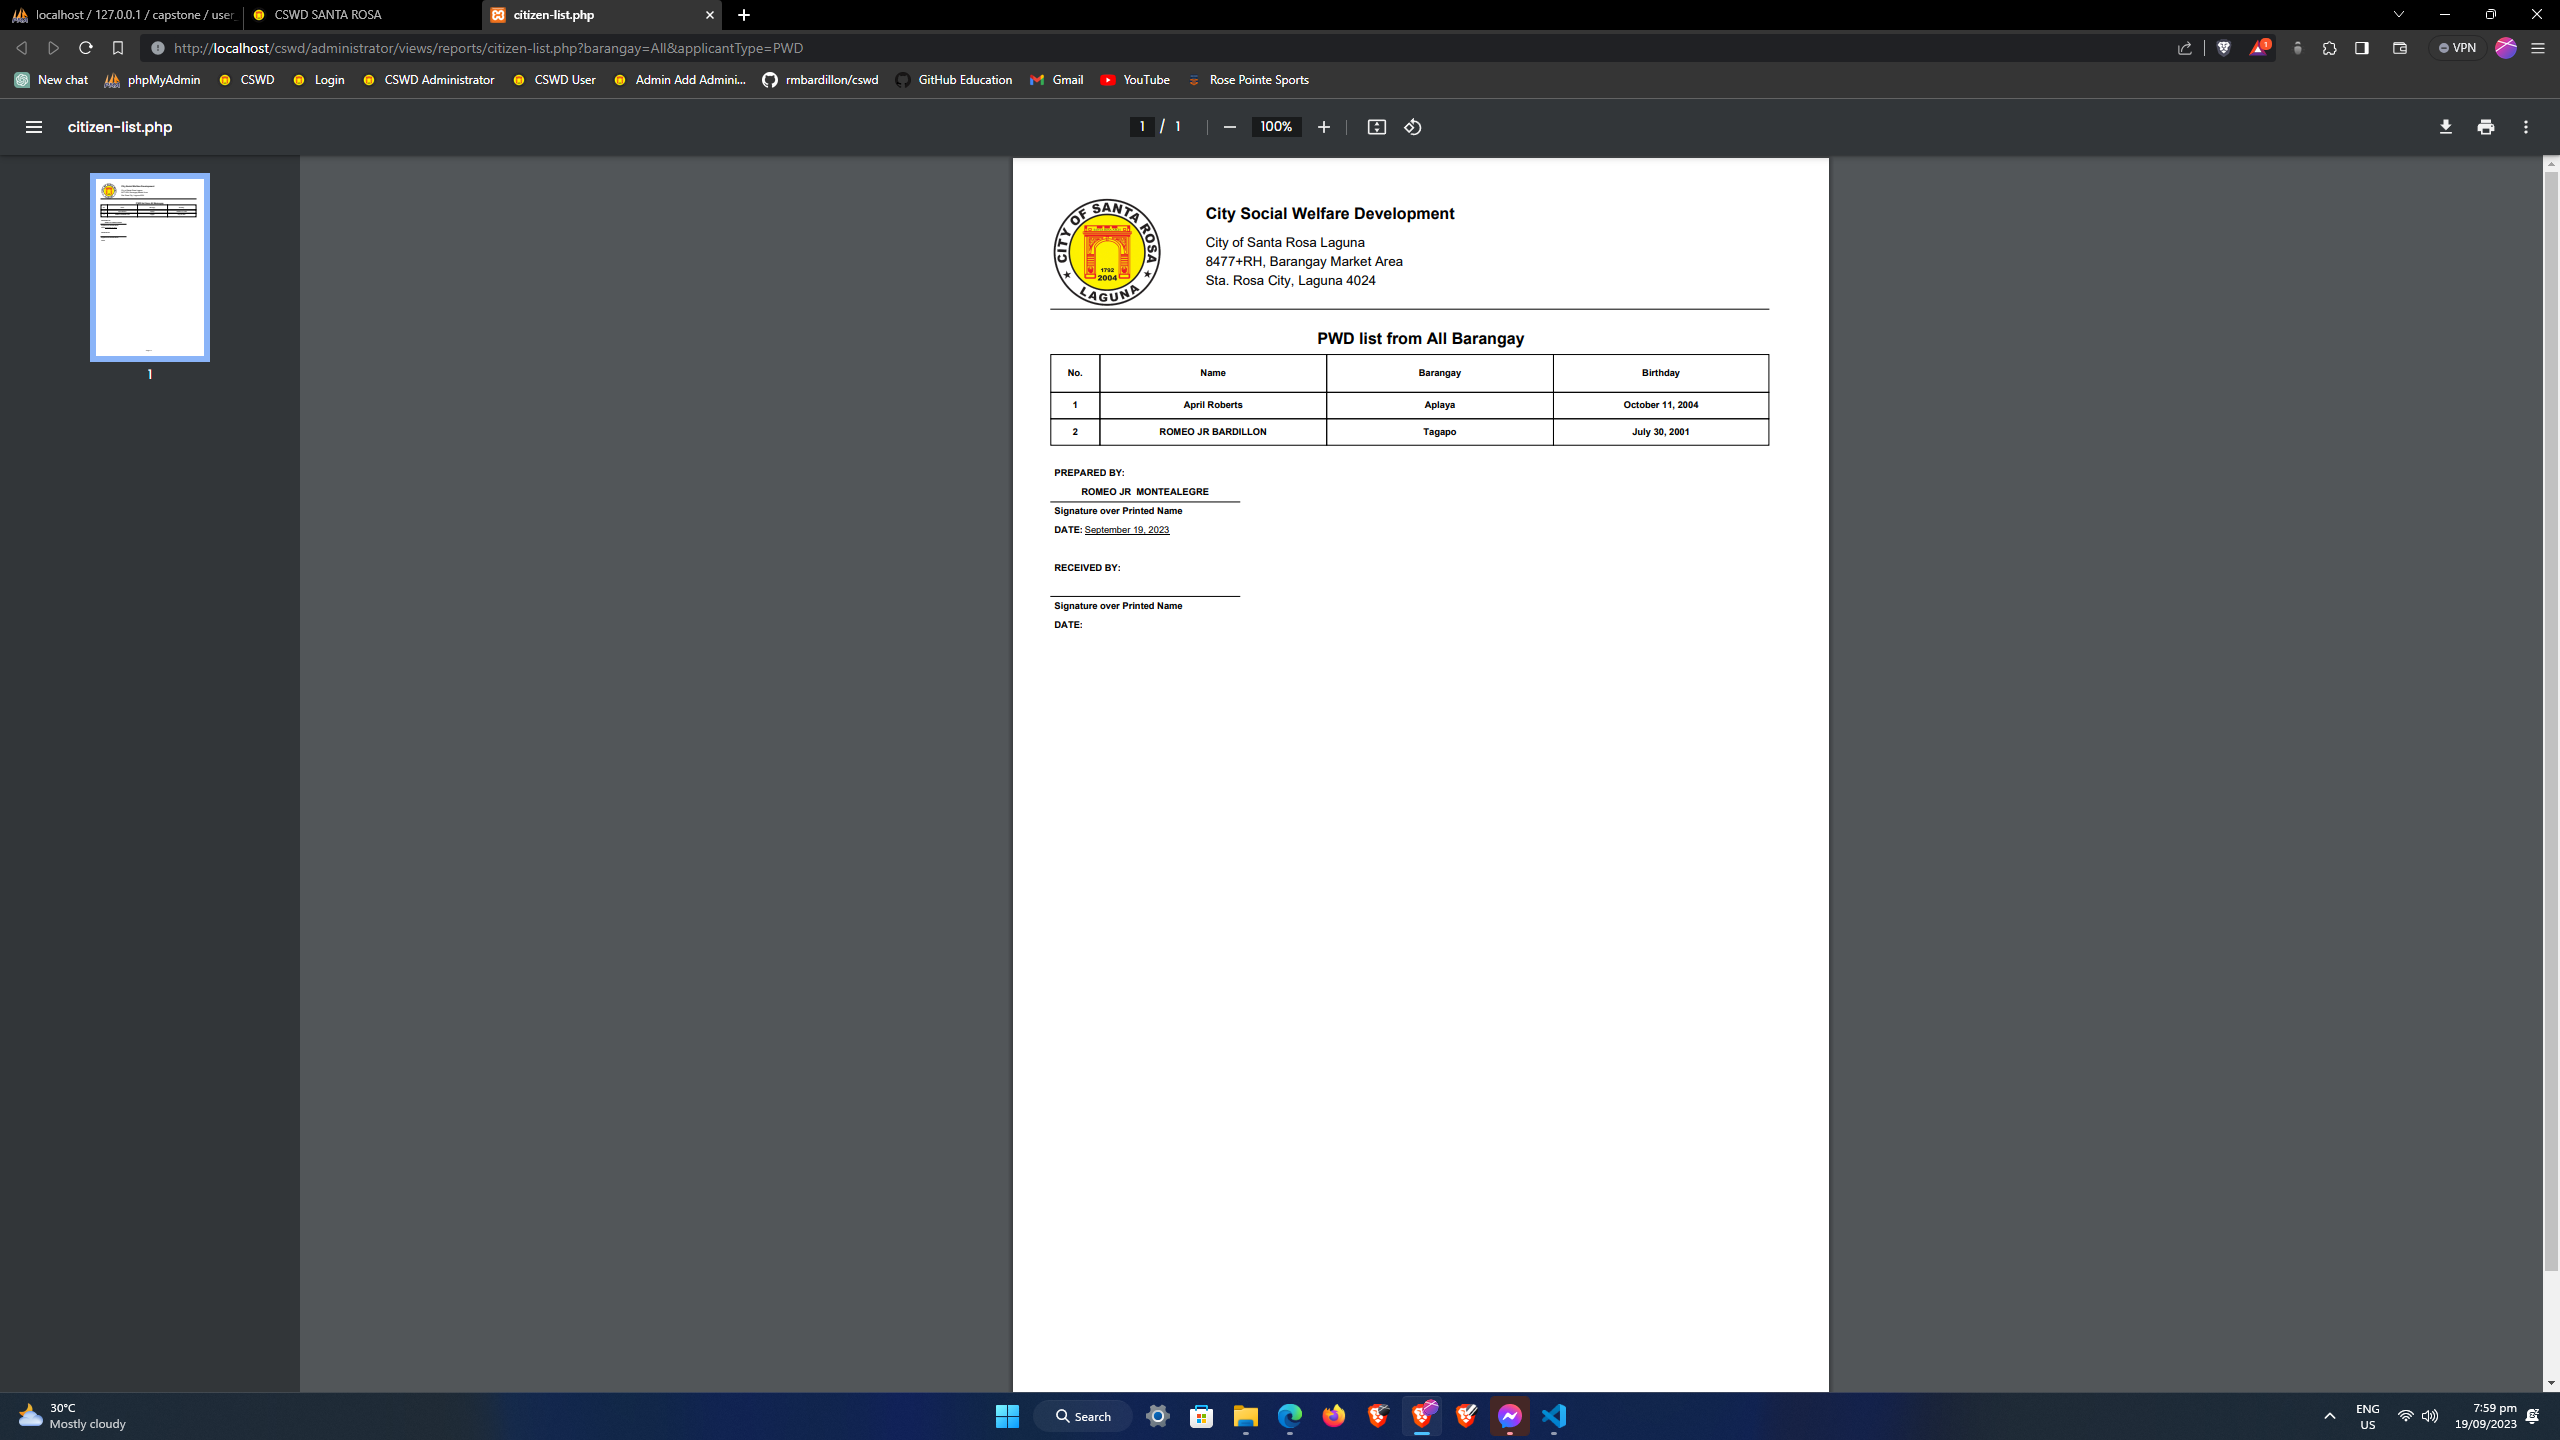 localhost / 127.0.0.1 / capstone / user_
CSWD SANTA ROSA
citizen-list.php
http://localhost/cswd/administrator/views/reports/citizen-list.php?barangay=All&applicantType=PWD
1
VPN
New chat
phpMyAdmin
CSWD
Login
CSWD Administrator
CSWD User
Admin Add Admini...
rmbardillon/cswd
GitHub Education
Gmail
YouTube
Rose Pointe Sports
citizen-list.php
1 / 1
100%
1
CITY OF SANTA ROSA
1792
2004
LAGUNA
City Social Welfare Development
City of Santa Rosa Laguna
8477+RH, Barangay Market Area
Sta. Rosa City, Laguna 4024
PWD list from All Barangay
No. Name Barangay Birthday
1 April Roberts Aplaya October 11, 2004
2 ROMEO JR BARDILLON Tagapo July 30, 2001
PREPARED BY:
ROMEO JR  MONTEALEGRE
Signature over Printed Name
DATE: September 19, 2023
RECEIVED BY:
Signature over Printed Name
DATE:
30°C
Mostly cloudy
Search
ENG
US
7:59 pm
19/09/2023